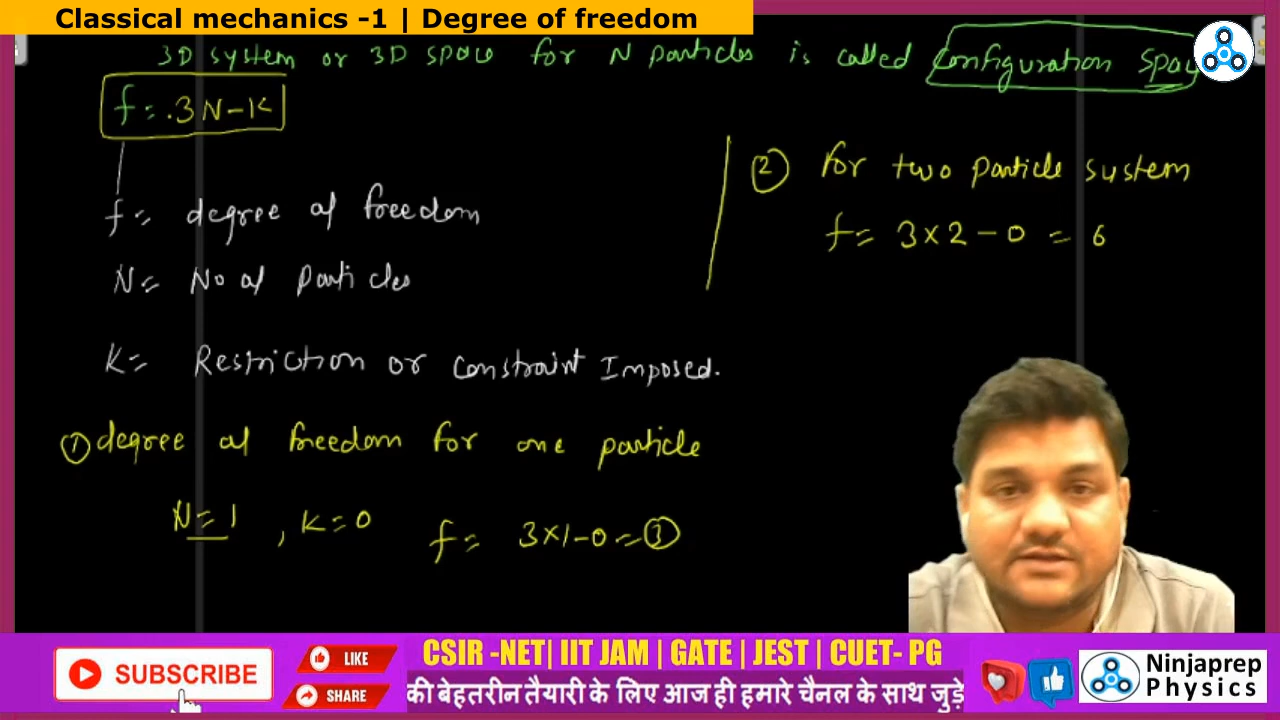 Classical mechanics -1 | Degree of freedom
3D system or 3D space for N particles is called Configuration Space
f = 3N-K
f = degree of freedom
N = No of Particles
K = Restriction or constraint Imposed.
① degree of freedom for one particle
N = 1 , K = 0 f = 3×1-0 = ③
② for two particle system
f = 3×2-0 = 6
SUBSCRIBE
LIKE
SHARE
CSIR -NET| IIT JAM | GATE | JEST | CUET- PG
की बेहतरीन तैयारी के लिए आज ही हमारे चैनल के साथ जुड़े
Ninjaprep
Physics